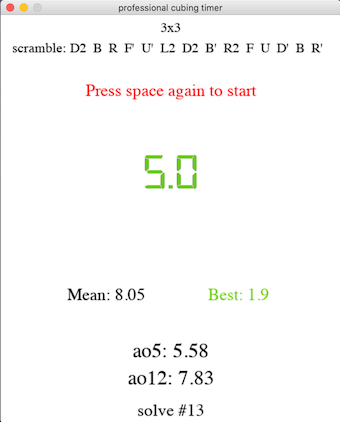 professional cubing timer
3x3
scramble: D2 B R F' U' L2 D2 B' R2 F U D' B R'
Press space again to start
5.0
Mean: 8.05 Best: 1.9
ao5: 5.58
ao12: 7.83
solve #13